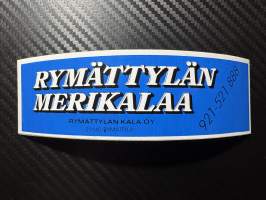 RYMÄTTYLÄN
MERIKALAA
RYMÄTTYLÄN KALA OY
921-521 886